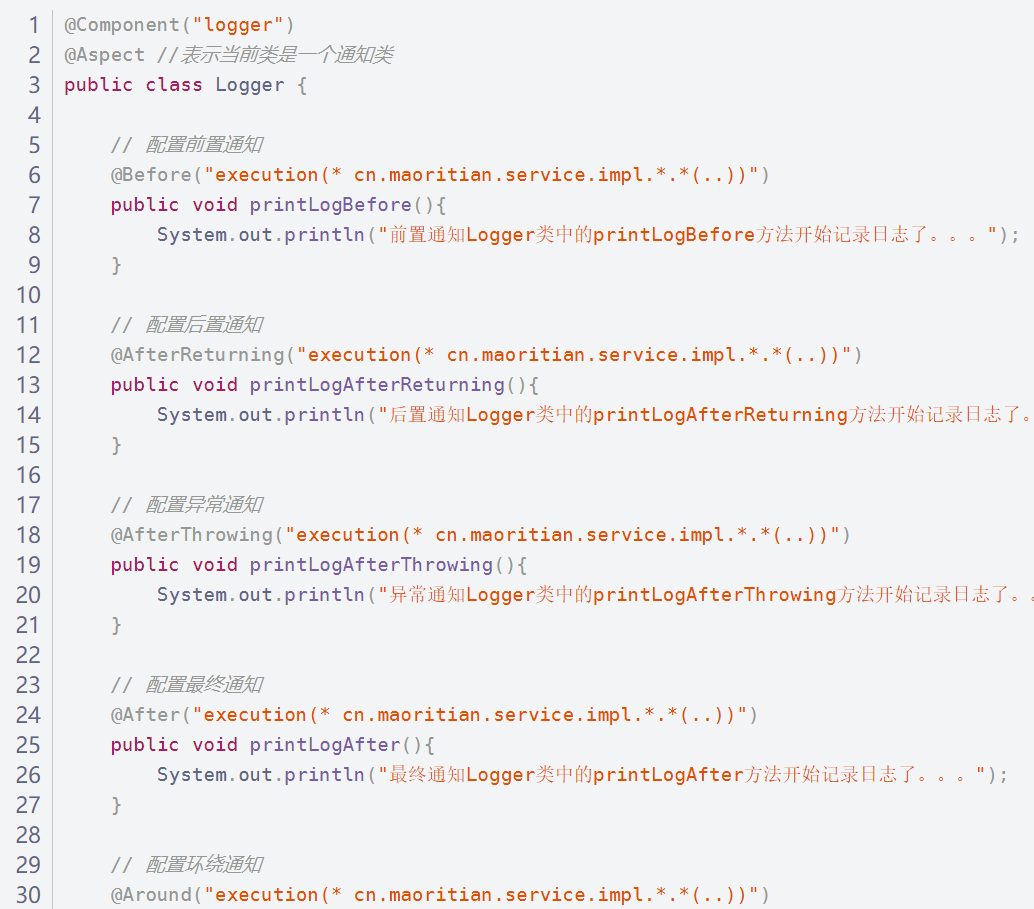 1 @Component("logger")
2 @Aspect //表示当前类是一个通知类
3 public class Logger {
4
5 // 配置前置通知
6 @Before("execution(* cn.maoritian.service.impl.*.*(..))")
7 public void printLogBefore(){
8 System.out.println("前置通知Logger类中的printLogBefore方法开始记录日志了。。。");
9 }
10
11 // 配置后置通知
12 @AfterReturning("execution(* cn.maoritian.service.impl.*.*(..))")
13 public void printLogAfterReturning(){
14 System.out.println("后置通知Logger类中的printLogAfterReturning方法开始记录日志了。
15 }
16
17 // 配置异常通知
18 @AfterThrowing("execution(* cn.maoritian.service.impl.*.*(..))")
19 public void printLogAfterThrowing(){
20 System.out.println("异常通知Logger类中的printLogAfterThrowing方法开始记录日志了。。
21 }
22
23 // 配置最终通知
24 @After("execution(* cn.maoritian.service.impl.*.*(..))")
25 public void printLogAfter(){
26 System.out.println("最终通知Logger类中的printLogAfter方法开始记录日志了。。。");
27 }
28
29 // 配置环绕通知
30 @Around("execution(* cn.maoritian.service.impl.*.*(..))")